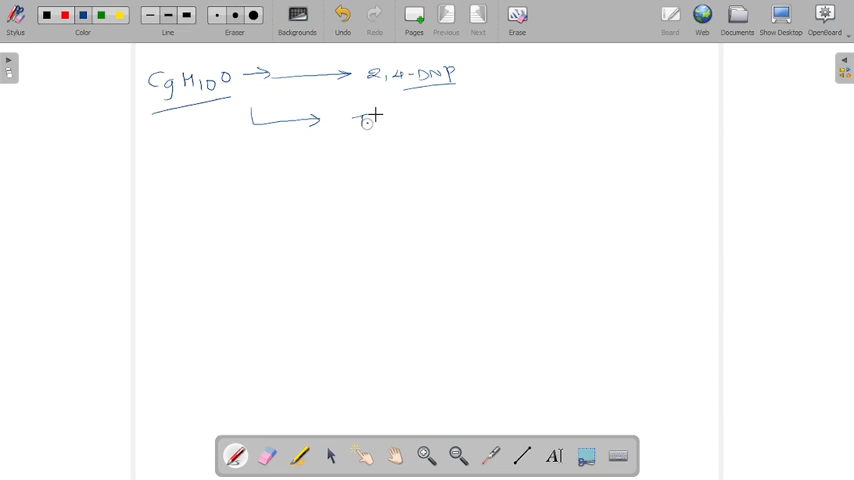 Stylus Color Line Eraser Backgrounds Undo Redo Pages Previous Next Erase Board Web Documents Show Desktop OpenBoard
C9H10O → → 2,4-DNP
T